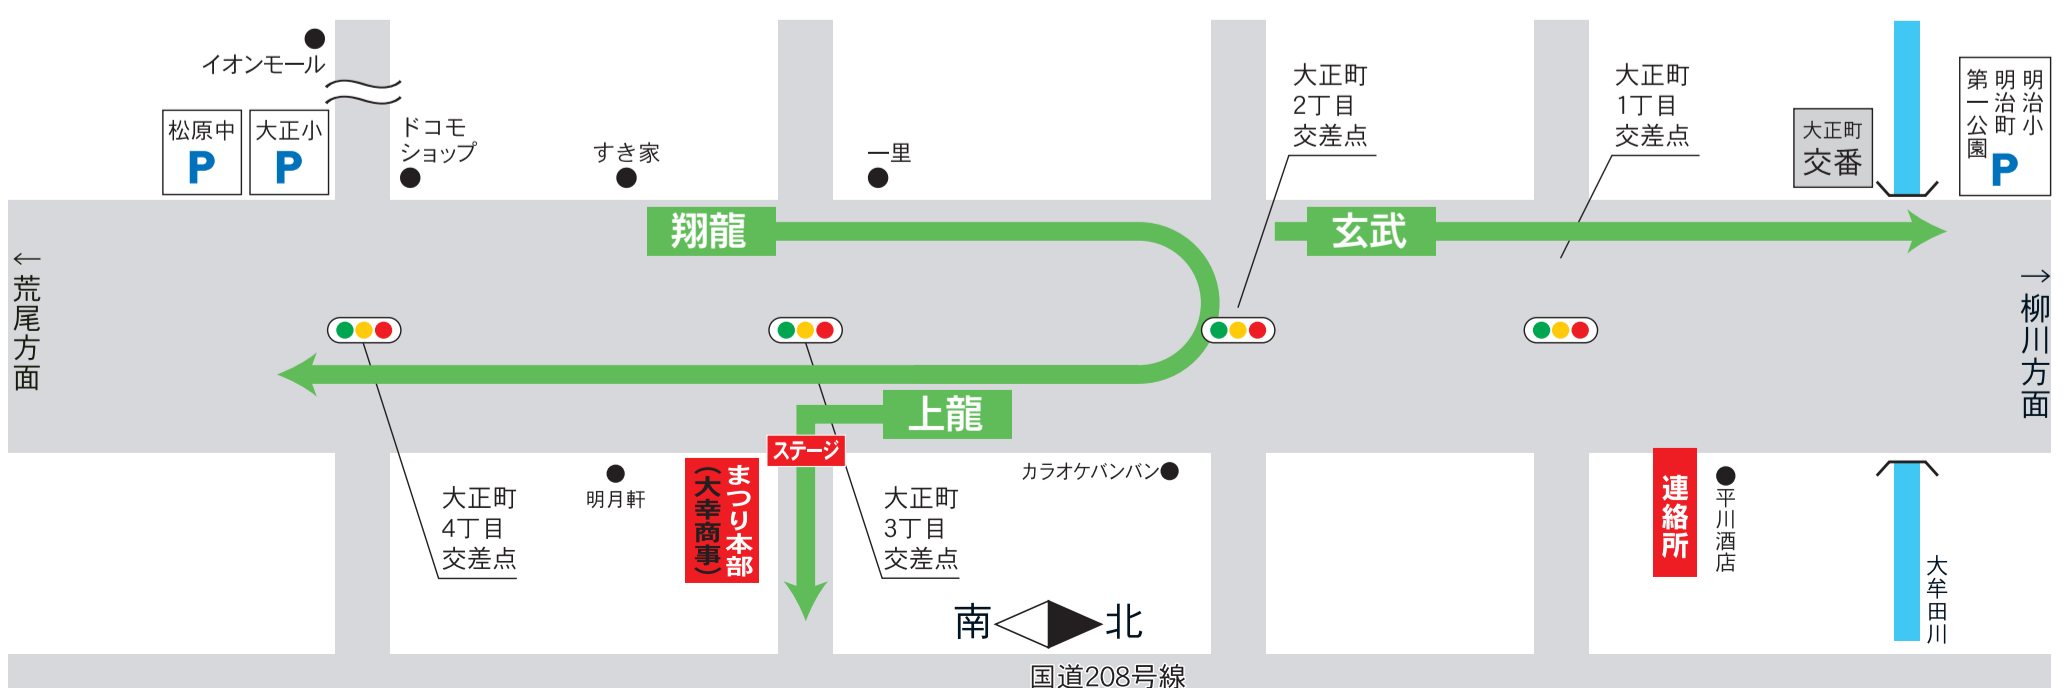 イオンモール
松原中
P
大正小
P
ドコモ
ショップ
すき家
一里
大正町
2丁目
交差点
大正町
1丁目
交差点
大正町
交番
明治小
明治町
第一公園
P
←荒尾方面
翔龍
玄武
→柳川方面
上龍
ステージ
まつり本部
(大幸商事)
明月軒
大正町
4丁目
交差点
大正町
3丁目
交差点
カラオケバンバン
連絡所
平川酒店
大牟田川
南
北
国道208号線